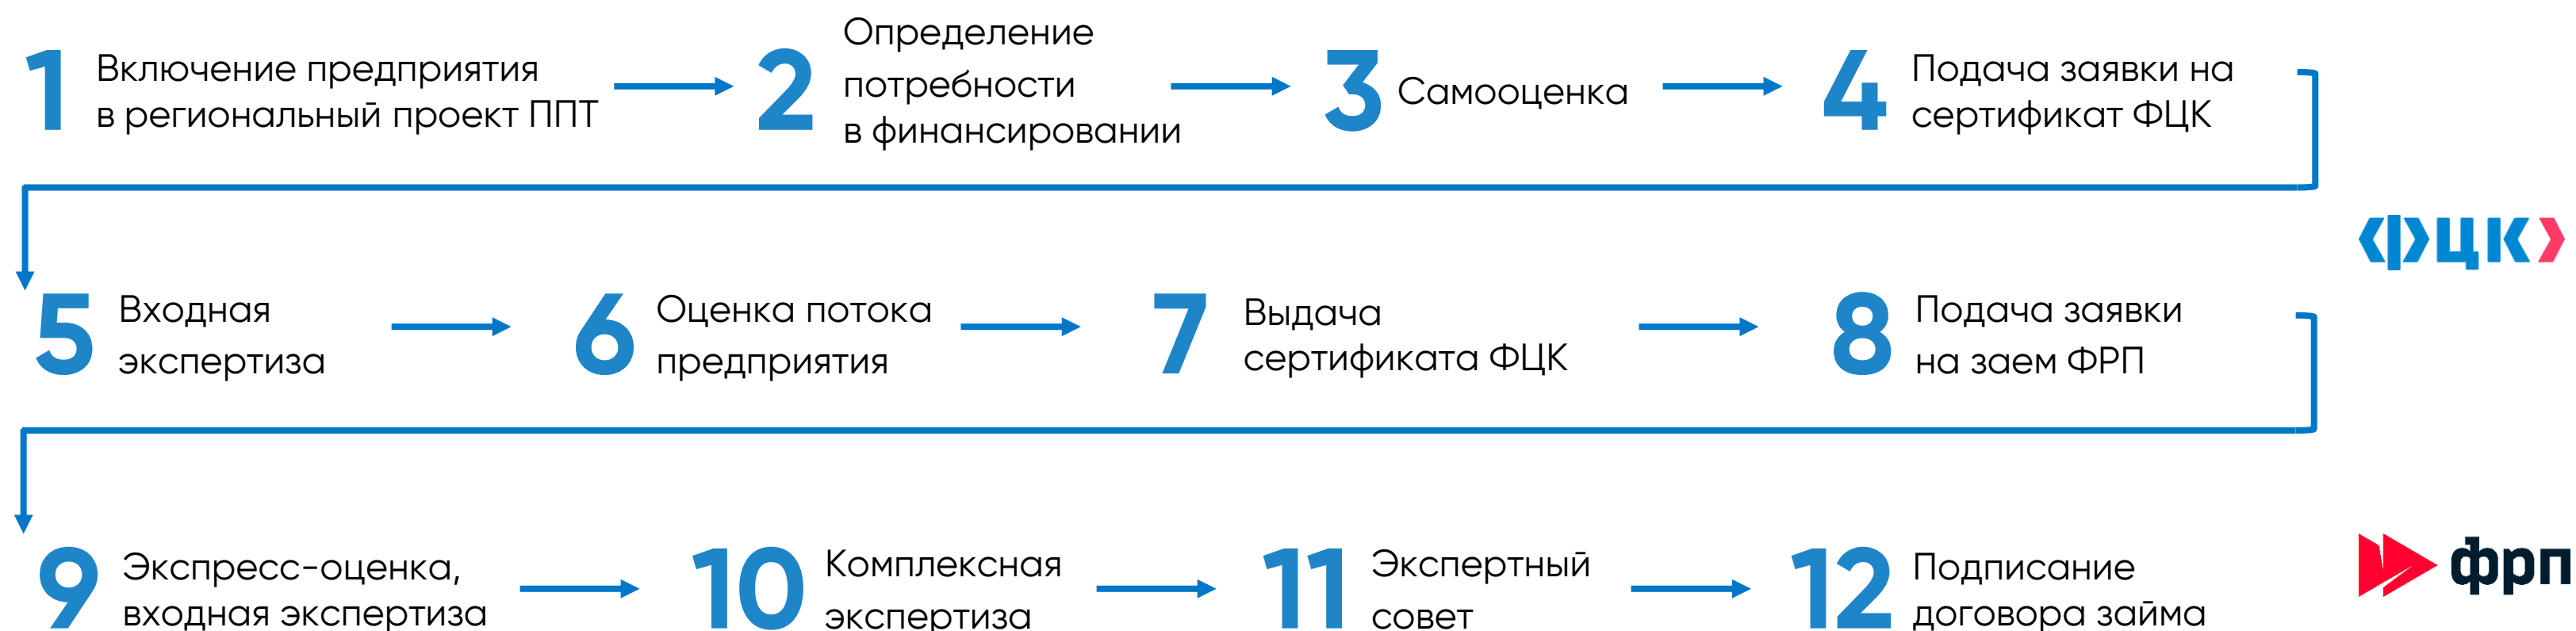 1
Включение предприятия
в региональный проект ППТ
2
Определение
потребности
в финансировании
3
Самооценка
4
Подача заявки на
сертификат ФЦК
5
Входная
экспертиза
6
Оценка потока
предприятия
7
Выдача
сертификата ФЦК
8
Подача заявки
на заем ФРП
фцк
9
Экспресс-оценка,
входная экспертиза
10
Комплексная
экспертиза
11
Экспертный
совет
12
Подписание
договора займа
фрп